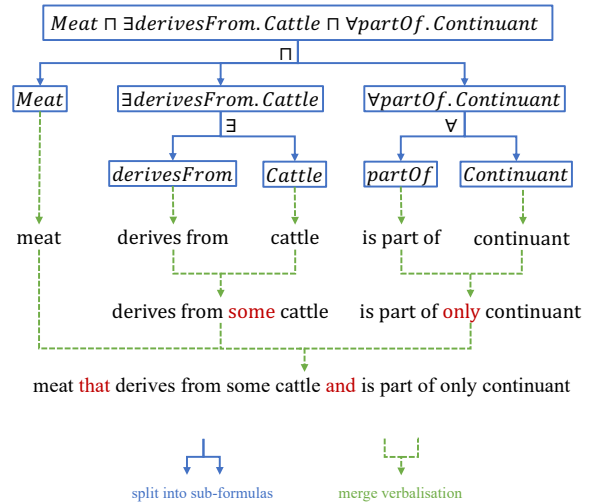 Meat ⊓ ∃derivesFrom.Cattle ⊓ ∀partOf.Continuant
⊓
Meat ∃derivesFrom.Cattle ∀partOf.Continuant
∃ ∀
derivesFrom Cattle partOf Continuant
meat derives from cattle is part of continuant
derives from some cattle is part of only continuant
meat that derives from some cattle and is part of only continuant
split into sub-formulas merge verbalisation